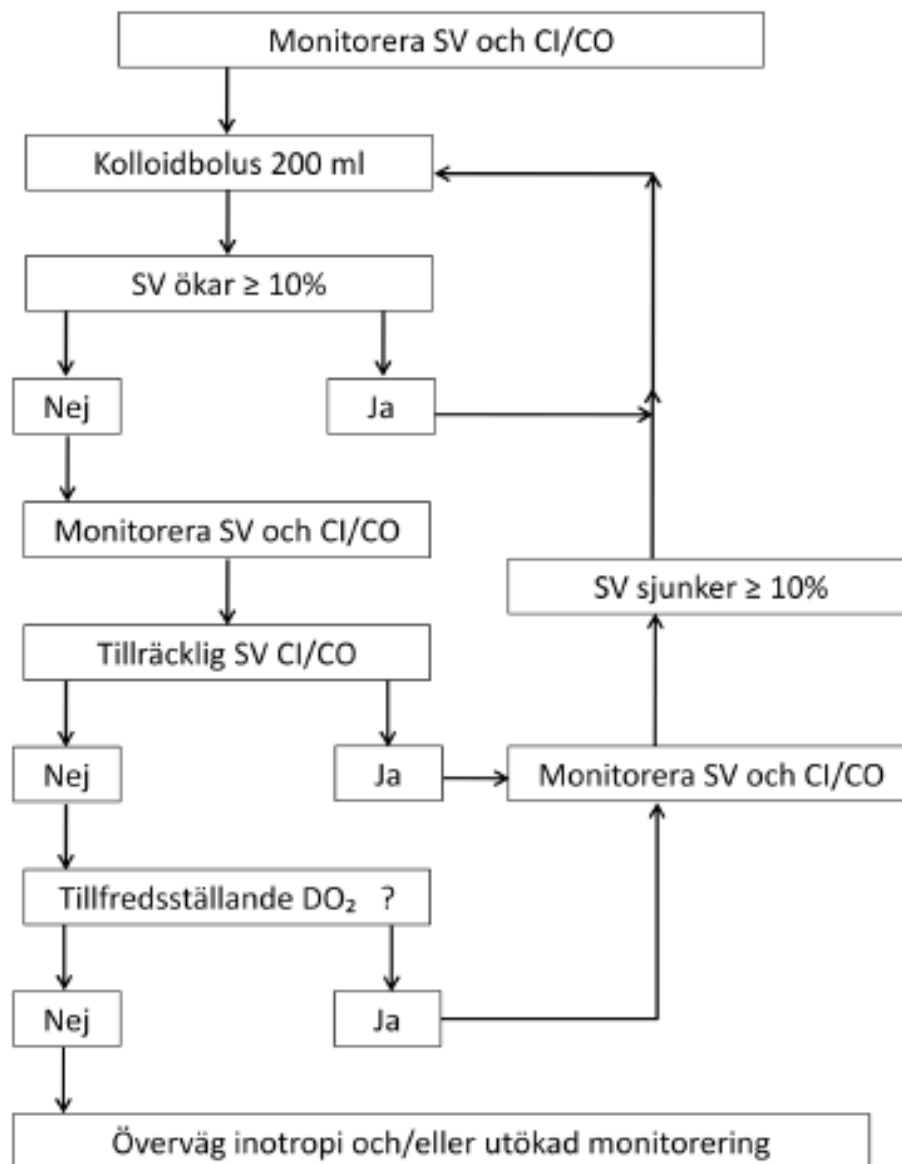 Monitorera SV och CI/CO
Kolloidbolus 200 ml
SV ökar ≥ 10%
Nej
Ja
Monitorera SV och CI/CO
SV sjunker ≥ 10%
Tillräcklig SV CI/CO
Nej
Ja
Monitorera SV och CI/CO
Tillfredsställande DO₂ ?
Nej
Ja
Överväg inotropi och/eller utökad monitorering